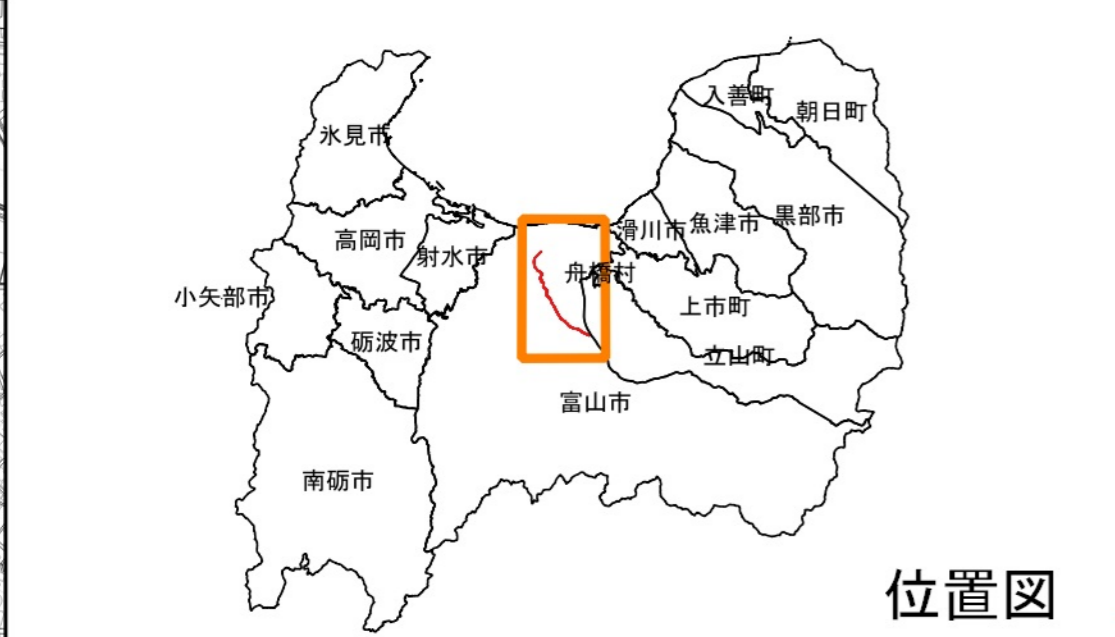 入善町
朝日町
氷見市
黒部市
魚津市
滑川市
高岡市
射水市
舟橋村
小矢部市
上市町
砺波市
立山町
富山市
南砺市
位置図